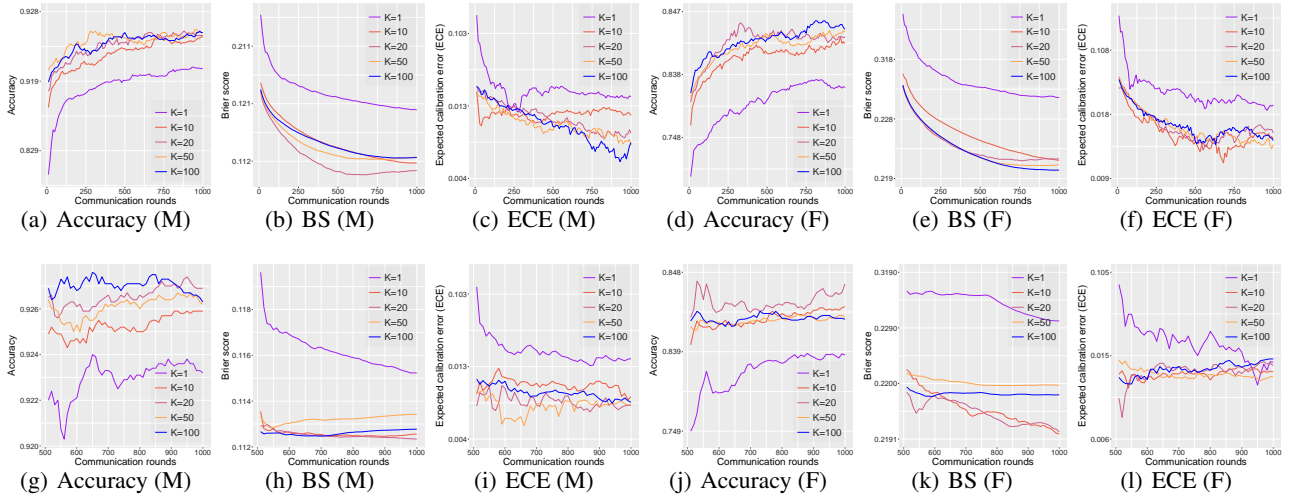 0.928
0.919
0.829
Accuracy
K=1
K=10
K=20
K=50
K=100
0 250 500 750 1000
Communication rounds
(a) Accuracy (M)
0.211
0.121
0.112
Brier score
K=1
K=10
K=20
K=50
K=100
0 250 500 750 1000
Communication rounds
(b) BS (M)
0.103
0.013
0.004
Expected calibration error (ECE)
K=1
K=10
K=20
K=50
K=100
0 250 500 750 1000
Communication rounds
(c) ECE (M)
0.847
0.838
0.748
Accuracy
K=1
K=10
K=20
K=50
K=100
0 250 500 750 1000
Communication rounds
(d) Accuracy (F)
0.318
0.228
0.219
Brier score
K=1
K=10
K=20
K=50
K=100
0 250 500 750 1000
Communication rounds
(e) BS (F)
0.108
0.018
0.009
Expected calibration error (ECE)
K=1
K=10
K=20
K=50
K=100
0 250 500 750 1000
Communication rounds
(f) ECE (F)
0.926
0.926
0.924
0.922
0.920
Accuracy
K=1
K=10
K=20
K=50
K=100
500 600 700 800 900 1000
Communication rounds
(g) Accuracy (M)
0.118
0.116
0.114
0.112
Brier score
K=1
K=10
K=20
K=50
K=100
500 600 700 800 900 1000
Communication rounds
(h) BS (M)
0.103
0.013
0.004
Expected calibration error (ECE)
K=1
K=10
K=20
K=50
K=100
500 600 700 800 900 1000
Communication rounds
(i) ECE (M)
0.848
0.839
0.749
Accuracy
K=1
K=10
K=20
K=50
K=100
500 600 700 800 900 1000
Communication rounds
(j) Accuracy (F)
0.3190
0.2290
0.2200
0.2191
Brier score
K=1
K=10
K=20
K=50
K=100
500 600 700 800 900 1000
Communication rounds
(k) BS (F)
0.105
0.015
0.006
Expected calibration error (ECE)
K=1
K=10
K=20
K=50
K=100
500 600 700 800 900 1000
Communication rounds
(l) ECE (F)